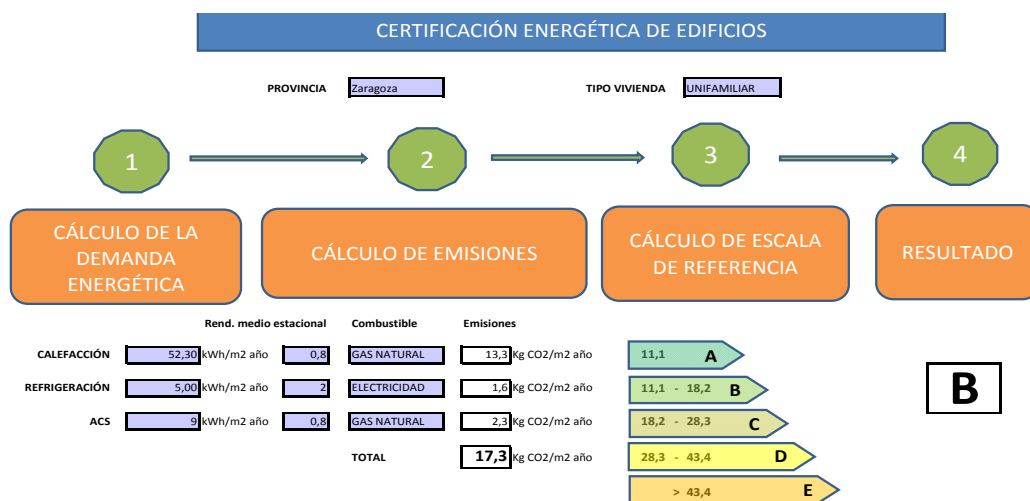 CERTIFICACIÓN ENERGÉTICA DE EDIFICIOS
PROVINCIA Zaragoza TIPO VIVIENDA UNIFAMILIAR
1 2 3 4
CÁLCULO DE LA
DEMANDA
ENERGÉTICA
CÁLCULO DE EMISIONES
CÁLCULO DE ESCALA
DE REFERENCIA
RESULTADO
Rend. medio estacional Combustible Emisiones
CALEFACCIÓN 52,30 kWh/m2 año 0,8 GAS NATURAL 13,3 Kg CO2/m2 año
REFRIGERACIÓN 5,00 kWh/m2 año 2 ELECTRICIDAD 1,6 Kg CO2/m2 año
ACS 9 kWh/m2 año 0,8 GAS NATURAL 2,3 Kg CO2/m2 año
TOTAL 17,3 Kg CO2/m2 año
11,1 A
11,1 - 18,2 B
18,2 - 28,3 C
28,3 - 43,4 D
> 43,4 E
B